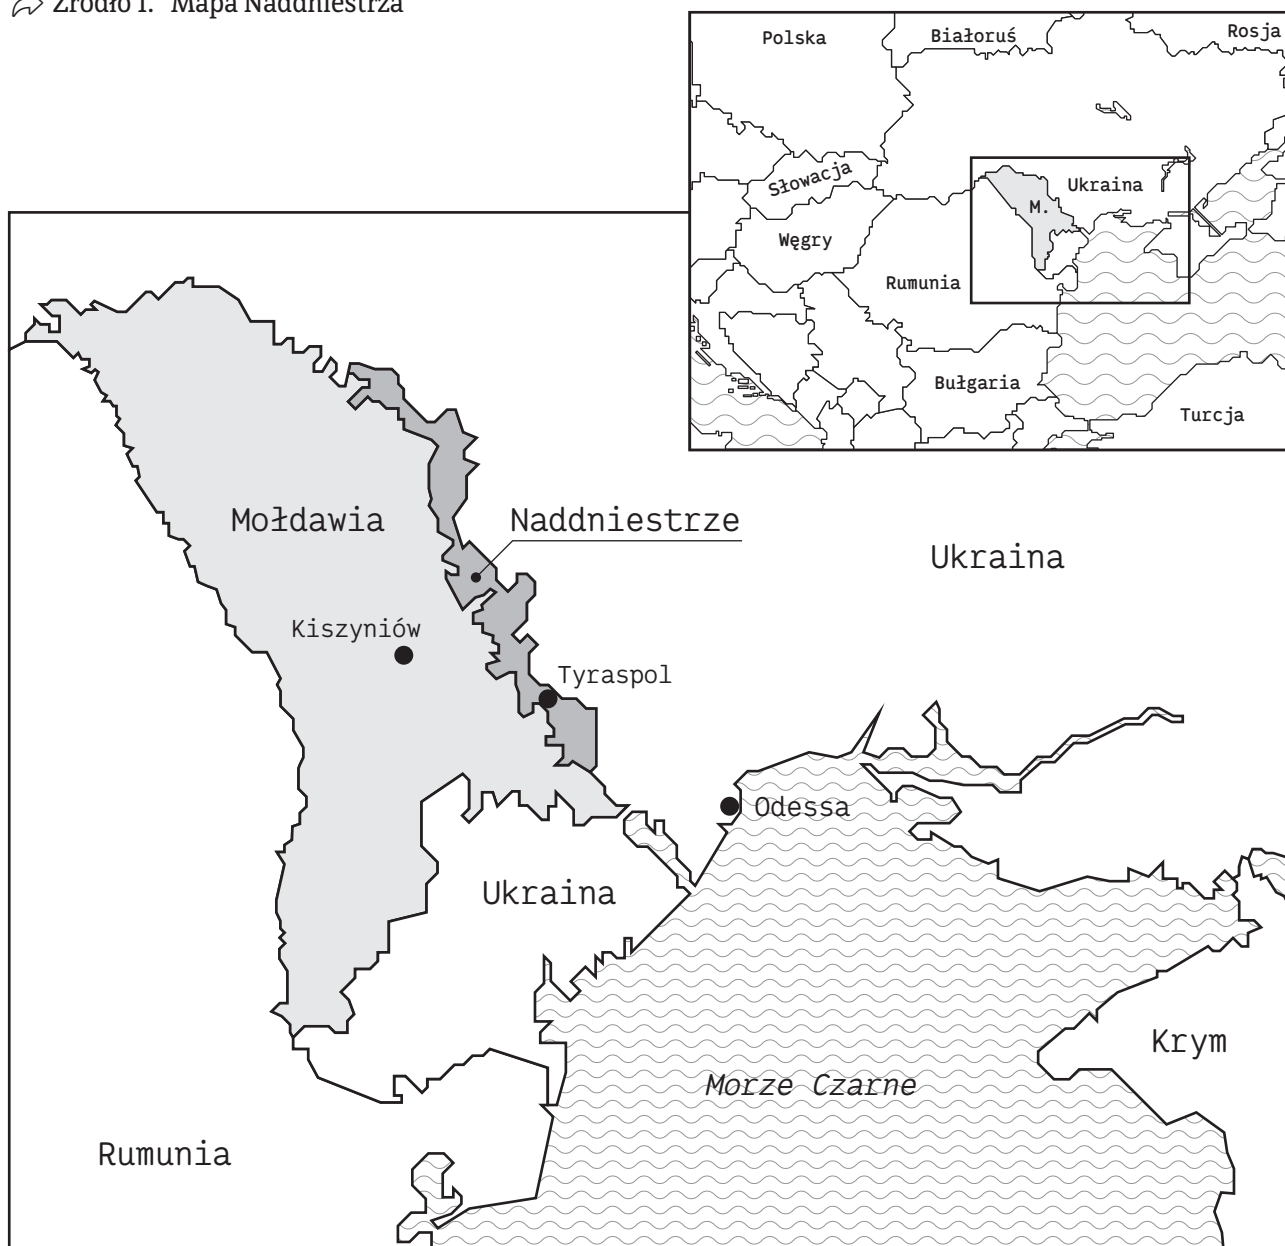 Źródło 1. Mapa Naddniestrza
Polska
Białoruś
Rosja
Słowacja
Ukraina
M.
Węgry
Rumunia
Bułgaria
Turcja
Mołdawia
Naddniestrze
Ukraina
Kiszyniów
Tyraspol
Odessa
Ukraina
Krym
Morze Czarne
Rumunia